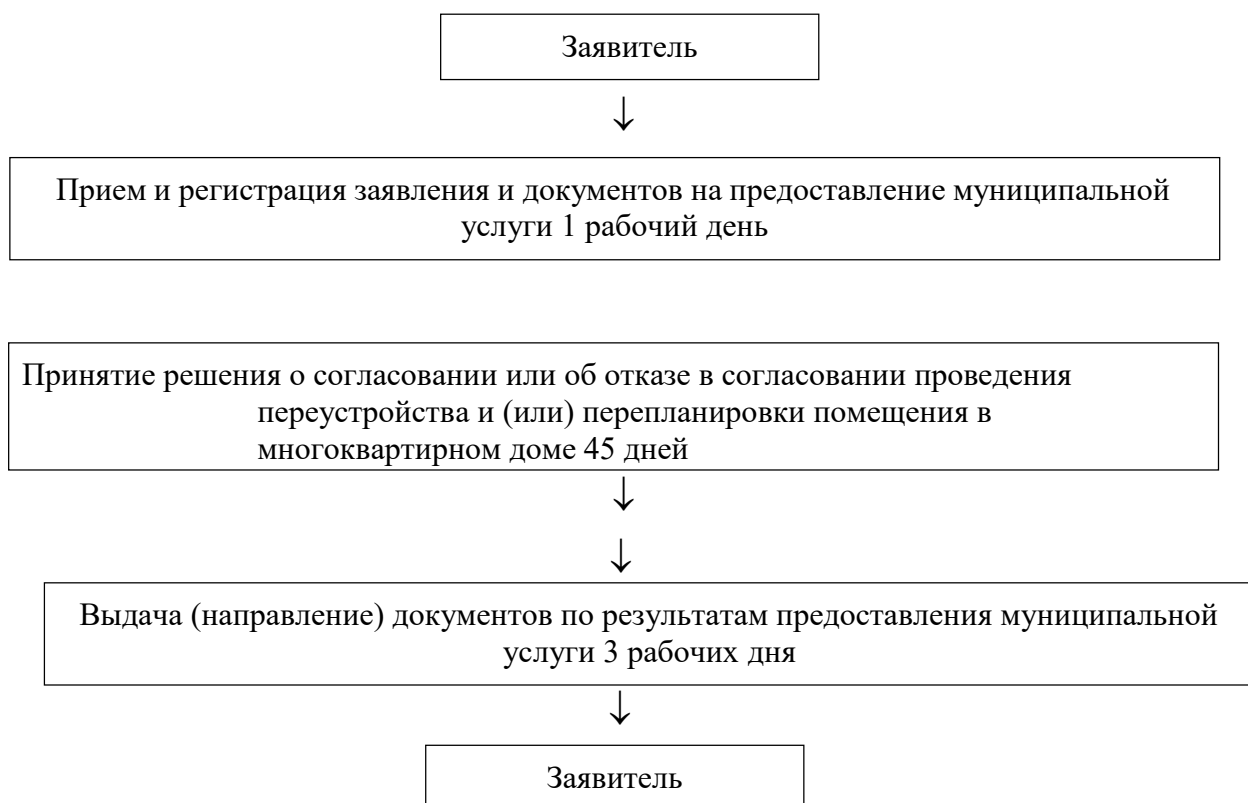 Заявитель
Прием и регистрация заявления и документов на предоставление муниципальной
услуги 1 рабочий день
Принятие решения о согласовании или об отказе в согласовании проведения
переустройства и (или) перепланировки помещения в
многоквартирном доме 45 дней
Выдача (направление) документов по результатам предоставления муниципальной
услуги 3 рабочих дня
Заявитель